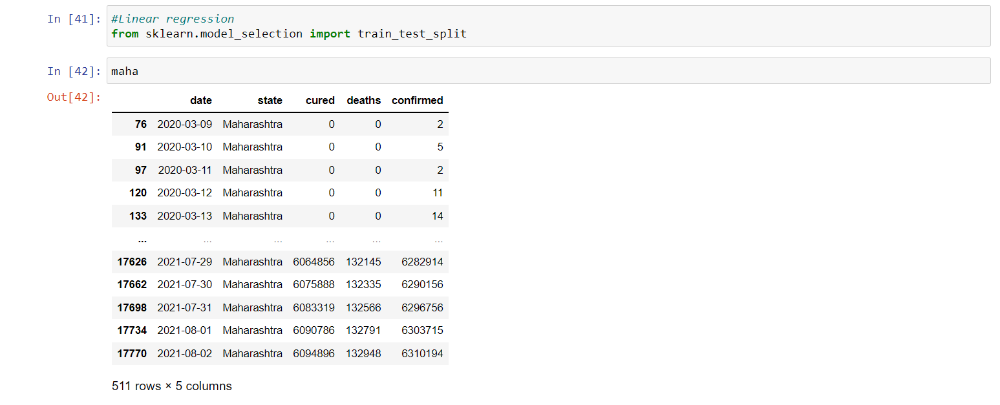 In [41]: #Linear regression
from sklearn.model_selection import train_test_split
In [42]: maha
Out[42]:
date state cured deaths confirmed
76 2020-03-09 Maharashtra 0 0 2
91 2020-03-10 Maharashtra 0 0 5
97 2020-03-11 Maharashtra 0 0 2
120 2020-03-12 Maharashtra 0 0 11
133 2020-03-13 Maharashtra 0 0 14
... ... ... ... ... ...
17626 2021-07-29 Maharashtra 6064856 132145 6282914
17662 2021-07-30 Maharashtra 6075888 132335 6290156
17698 2021-07-31 Maharashtra 6083319 132566 6296756
17734 2021-08-01 Maharashtra 6090786 132791 6303715
17770 2021-08-02 Maharashtra 6094896 132948 6310194
511 rows × 5 columns